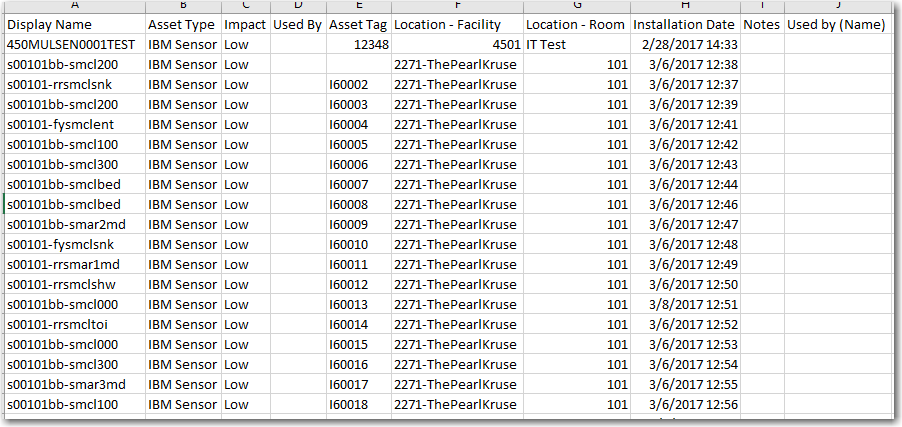 A B C D E F G H I J
Display Name Asset Type Impact Used By Asset Tag Location - Facility Location - Room Installation Date Notes Used by (Name)
450MULSEN0001TEST IBM Sensor Low 12348 4501 IT Test 2/28/2017 14:33
s00101bb-smcl200 IBM Sensor Low 2271-ThePearlKruse 101 3/6/2017 12:38
s00101-rrsmclsnk IBM Sensor Low I60002 2271-ThePearlKruse 101 3/6/2017 12:37
s00101bb-smcl200 IBM Sensor Low I60003 2271-ThePearlKruse 101 3/6/2017 12:39
s00101-fysmclent IBM Sensor Low I60004 2271-ThePearlKruse 101 3/6/2017 12:41
s00101bb-smcl100 IBM Sensor Low I60005 2271-ThePearlKruse 101 3/6/2017 12:42
s00101bb-smcl300 IBM Sensor Low I60006 2271-ThePearlKruse 101 3/6/2017 12:43
s00101bb-smclbed IBM Sensor Low I60007 2271-ThePearlKruse 101 3/6/2017 12:44
s00101bb-smclbed IBM Sensor Low I60008 2271-ThePearlKruse 101 3/6/2017 12:46
s00101bb-smar2md IBM Sensor Low I60009 2271-ThePearlKruse 101 3/6/2017 12:47
s00101-fysmclsnk IBM Sensor Low I60010 2271-ThePearlKruse 101 3/6/2017 12:48
s00101-rrsmar1md IBM Sensor Low I60011 2271-ThePearlKruse 101 3/6/2017 12:49
s00101-rrsmclshw IBM Sensor Low I60012 2271-ThePearlKruse 101 3/6/2017 12:50
s00101bb-smcl000 IBM Sensor Low I60013 2271-ThePearlKruse 101 3/8/2017 12:51
s00101-rrsmcltoi IBM Sensor Low I60014 2271-ThePearlKruse 101 3/6/2017 12:52
s00101bb-smcl000 IBM Sensor Low I60015 2271-ThePearlKruse 101 3/6/2017 12:53
s00101bb-smcl300 IBM Sensor Low I60016 2271-ThePearlKruse 101 3/6/2017 12:54
s00101bb-smar3md IBM Sensor Low I60017 2271-ThePearlKruse 101 3/6/2017 12:55
s00101bb-smcl100 IBM Sensor Low I60018 2271-ThePearlKruse 101 3/6/2017 12:56